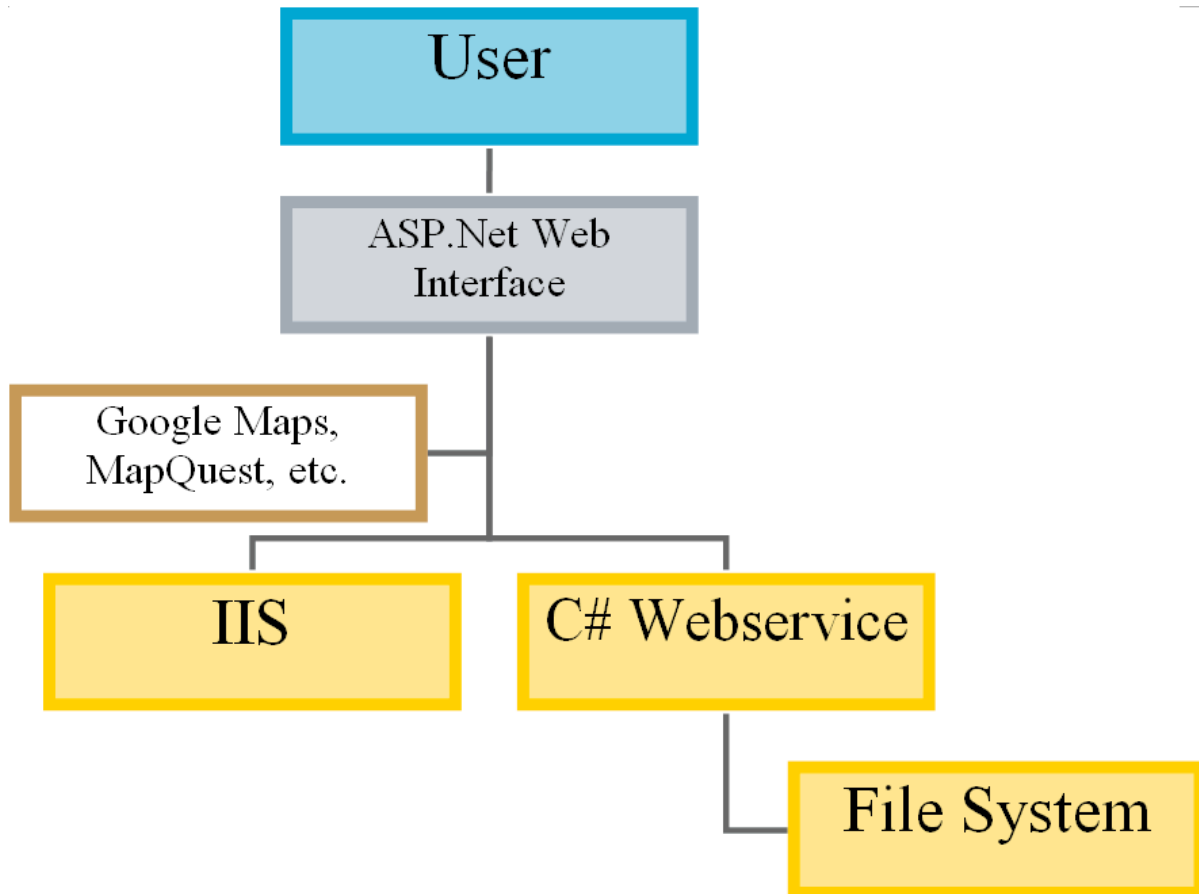 User
ASP.Net Web
Interface
Google Maps,
MapQuest, etc.
IIS
C# Webservice
File System